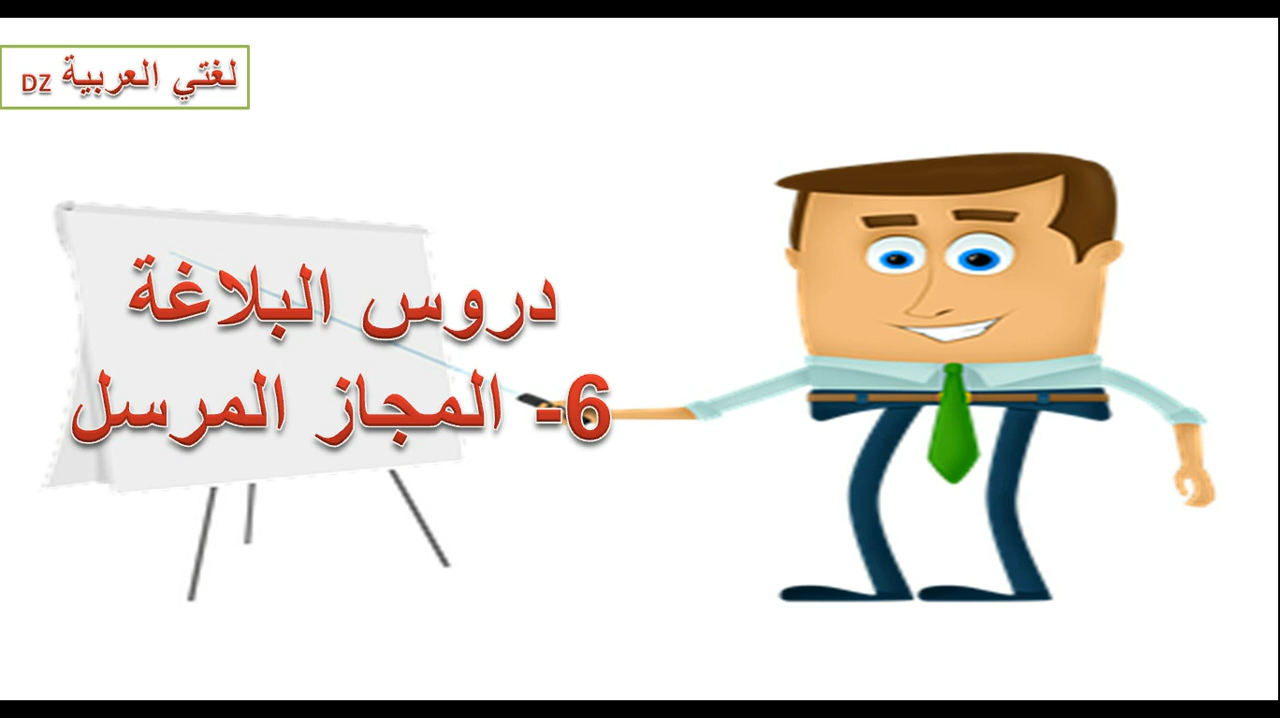 لغتي العربية DZ
دروس البلاغة
6- المجاز المرسل